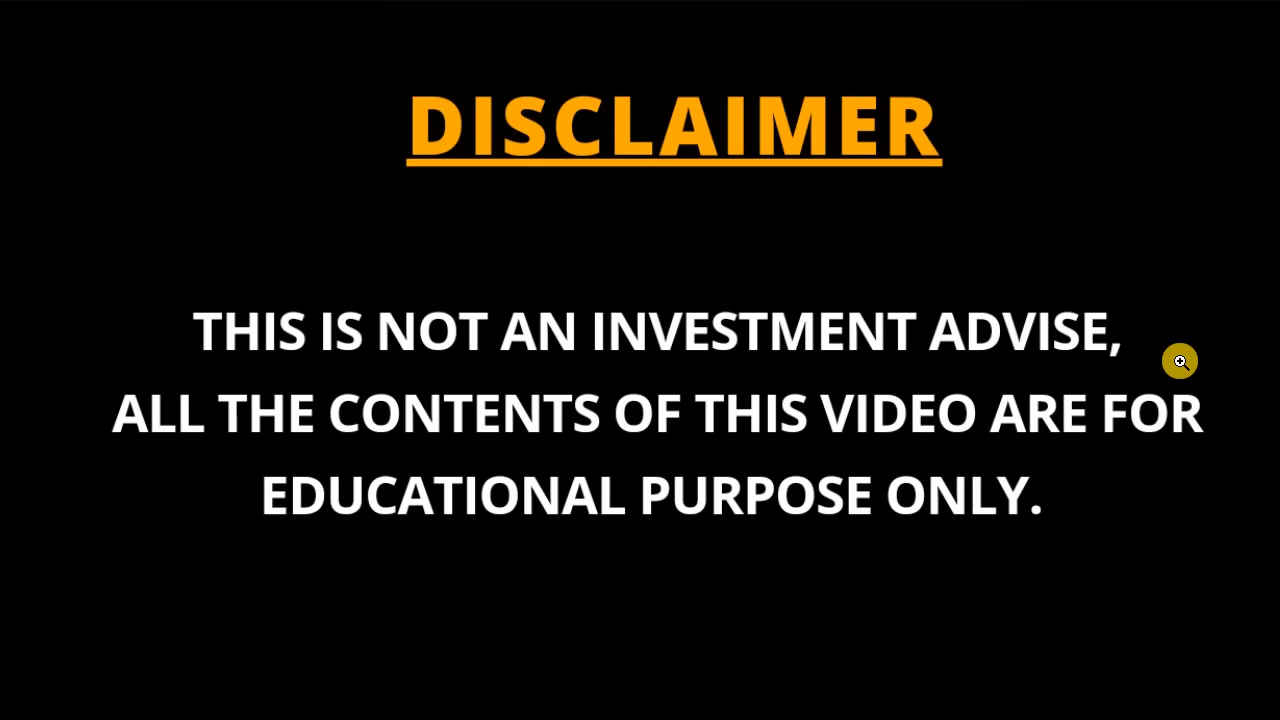 DISCLAIMER
THIS IS NOT AN INVESTMENT ADVISE,
ALL THE CONTENTS OF THIS VIDEO ARE FOR
EDUCATIONAL PURPOSE ONLY.